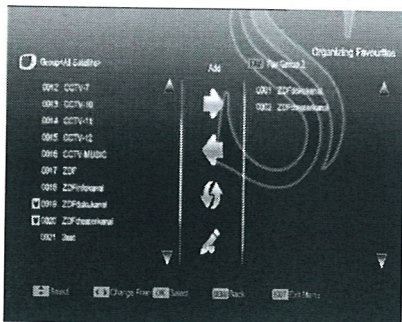 Organizing Favourites
Group<All Satellite>
Add
Fav Group 1
0012 CCTV-7
0013 CCTV-10
0014 CCTV-11
0015 CCTV-12
0016 CCTV-MUSIC
0017 ZDF
0018 ZDFinfokanal
0019 ZDFdokukanal
0020 ZDFtheaterkanal
0021 3sat
0001 ZDFdokukanal
0002 ZDFtheaterkanal
Select
Change Frame
OK Select
Back
EXIT Exit Menu